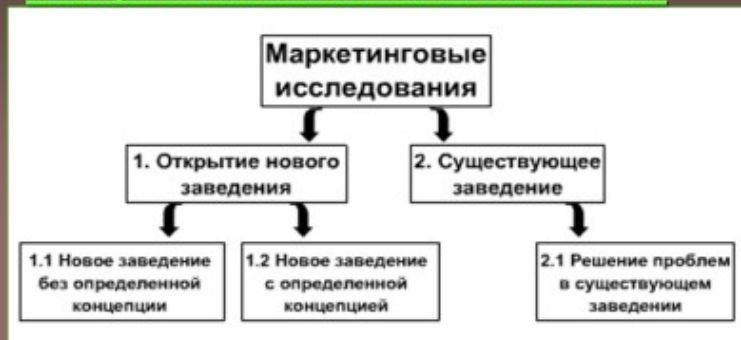 Маркетинговые
исследования
1. Открытие нового
заведения
2. Существующее
заведение
1.1 Новое заведение
без определенной
концепции
1.2 Новое заведение
с определенной
концепцией
2.1 Решение проблем
в существующем
заведении